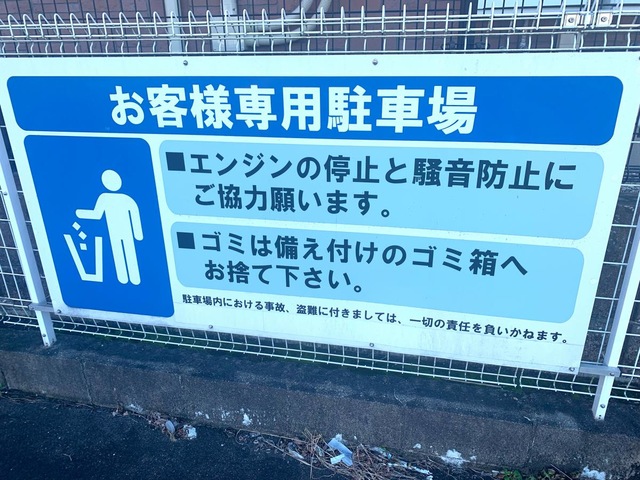 お客様専用駐車場
■エンジンの停止と騒音防止に
ご協力願います。
■ゴミは備え付けのゴミ箱へ
お捨て下さい。
駐車場内における事故、盗難に付きましては、一切の責任を負いかねます。